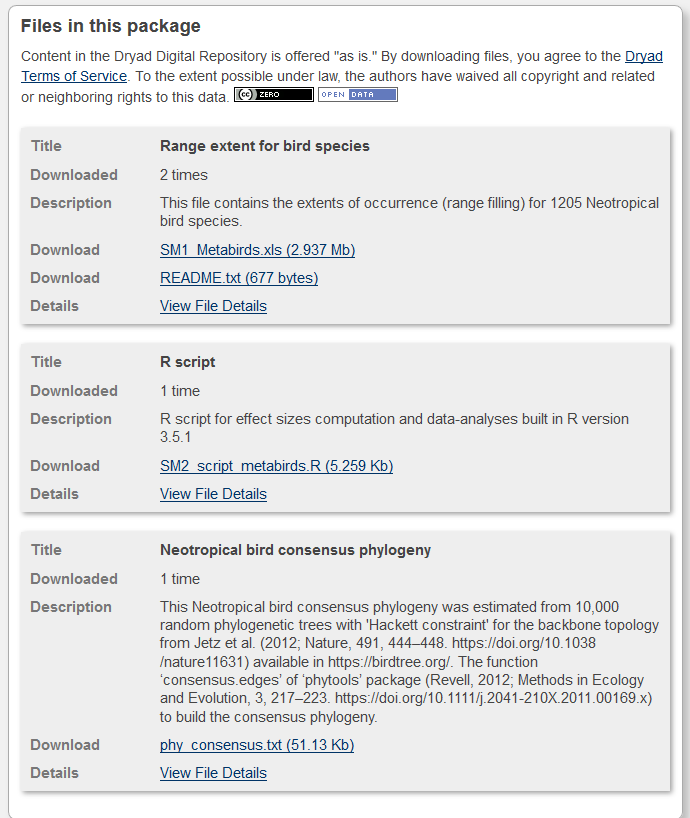 Files in this package
Content in the Dryad Digital Repository is offered "as is." By downloading files, you agree to the Dryad
Terms of Service. To the extent possible under law, the authors have waived all copyright and related
or neighboring rights to this data. cc ZERO OPEN DATA
Title Range extent for bird species
Downloaded 2 times
Description This file contains the extents of occurrence (range filling) for 1205 Neotropical
bird species.
Download SM1_Metabirds.xls (2.937 Mb)
Download README.txt (677 bytes)
Details View File Details
Title R script
Downloaded 1 time
Description R script for effect sizes computation and data-analyses built in R version
3.5.1
Download SM2_script_metabirds.R (5.259 Kb)
Details View File Details
Title Neotropical bird consensus phylogeny
Downloaded 1 time
Description This Neotropical bird consensus phylogeny was estimated from 10,000
random phylogenetic trees with 'Hackett constraint' for the backbone topology
from Jetz et al. (2012; Nature, 491, 444–448. https://doi.org/10.1038
/nature11631) available in https://birdtree.org/. The function
‘consensus.edges’ of ‘phytools’ package (Revell, 2012; Methods in Ecology
and Evolution, 3, 217–223. https://doi.org/10.1111/j.2041-210X.2011.00169.x)
to build the consensus phylogeny.
Download phy_consensus.txt (51.13 Kb)
Details View File Details